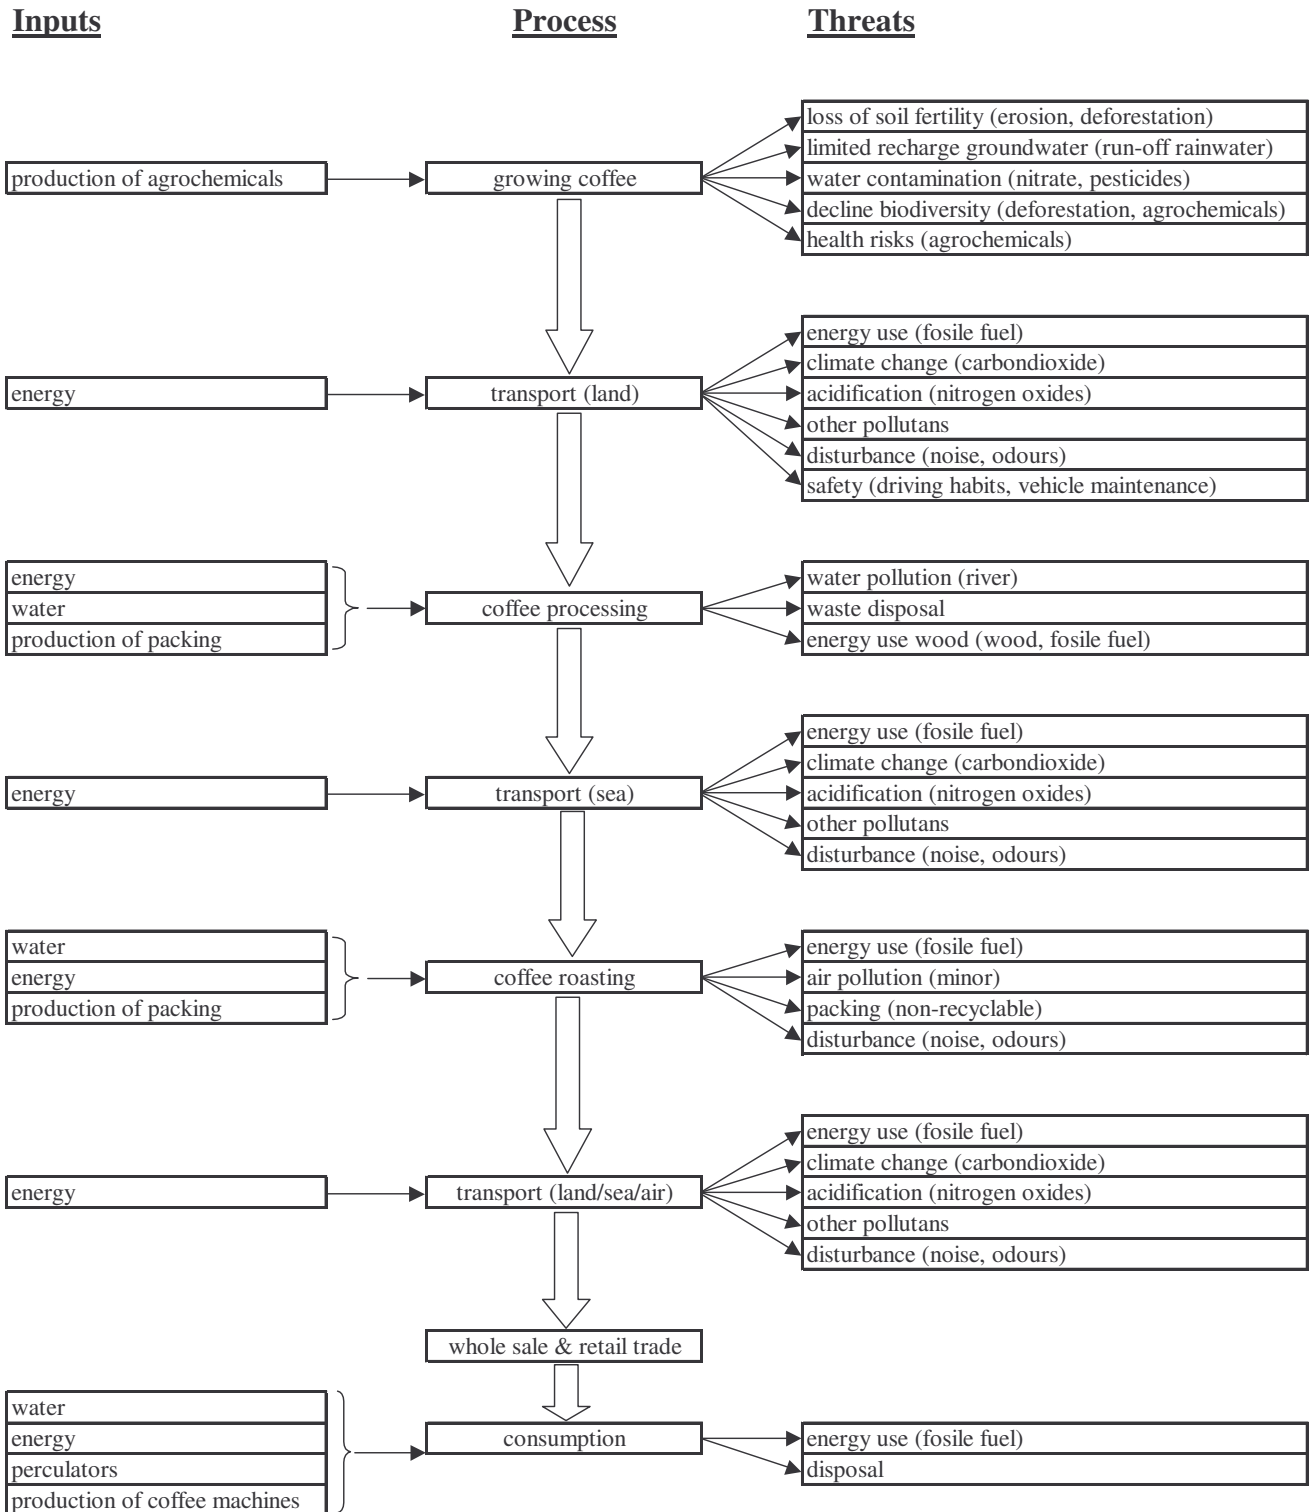 Inputs
Process
Threats
production of agrochemicals
growing coffee
loss of soil fertility (erosion, deforestation)
limited recharge groundwater (run-off rainwater)
water contamination (nitrate, pesticides)
decline biodiversity (deforestation, agrochemicals)
health risks (agrochemicals)
energy
transport (land)
energy use (fosile fuel)
climate change (carbondioxide)
acidification (nitrogen oxides)
other pollutans
disturbance (noise, odours)
safety (driving habits, vehicle maintenance)
energy
water
production of packing
coffee processing
water pollution (river)
waste disposal
energy use wood (wood, fosile fuel)
energy
transport (sea)
energy use (fosile fuel)
climate change (carbondioxide)
acidification (nitrogen oxides)
other pollutans
disturbance (noise, odours)
water
energy
production of packing
coffee roasting
energy use (fosile fuel)
air pollution (minor)
packing (non-recyclable)
disturbance (noise, odours)
energy
transport (land/sea/air)
energy use (fosile fuel)
climate change (carbondioxide)
acidification (nitrogen oxides)
other pollutans
disturbance (noise, odours)
whole sale & retail trade
water
energy
perculators
production of coffee machines
consumption
energy use (fosile fuel)
disposal